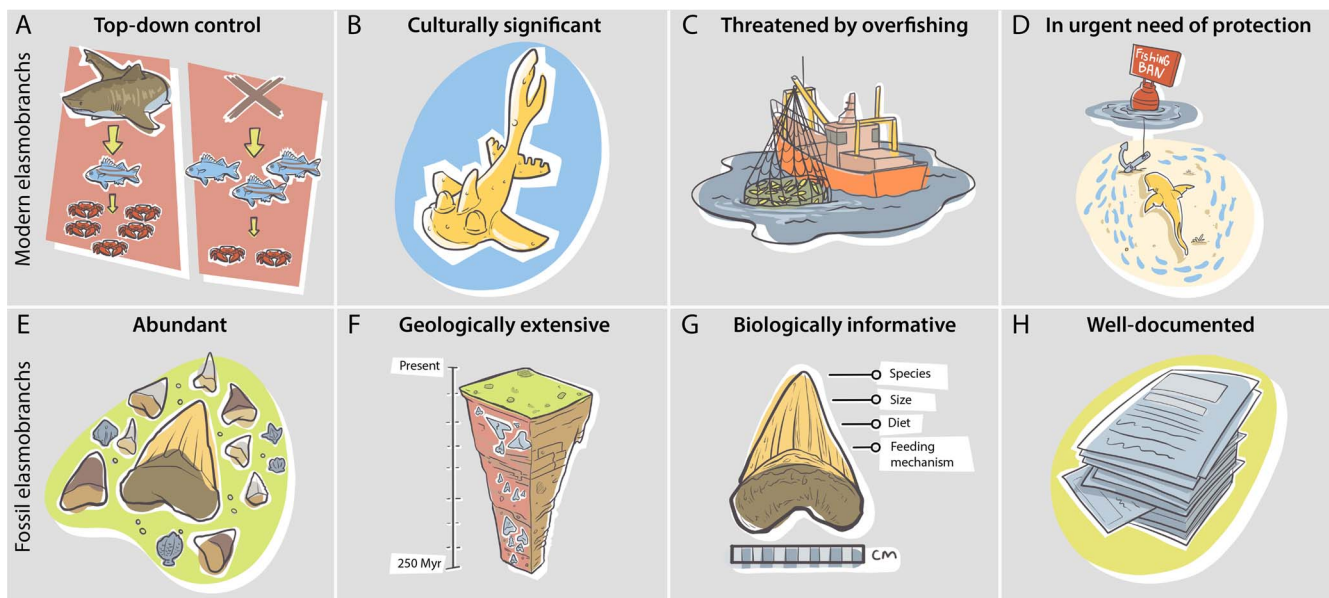 A Top-down control
B Culturally significant
C Threatened by overfishing
D In urgent need of protection
Modern elasmobranchs
FiSHiNG
BAN
E Abundant
F Geologically extensive
G Biologically informative
H Well-documented
Fossil elasmobranchs
Present
250 Myr
Species
Size
Diet
Feeding
mechanism
CM